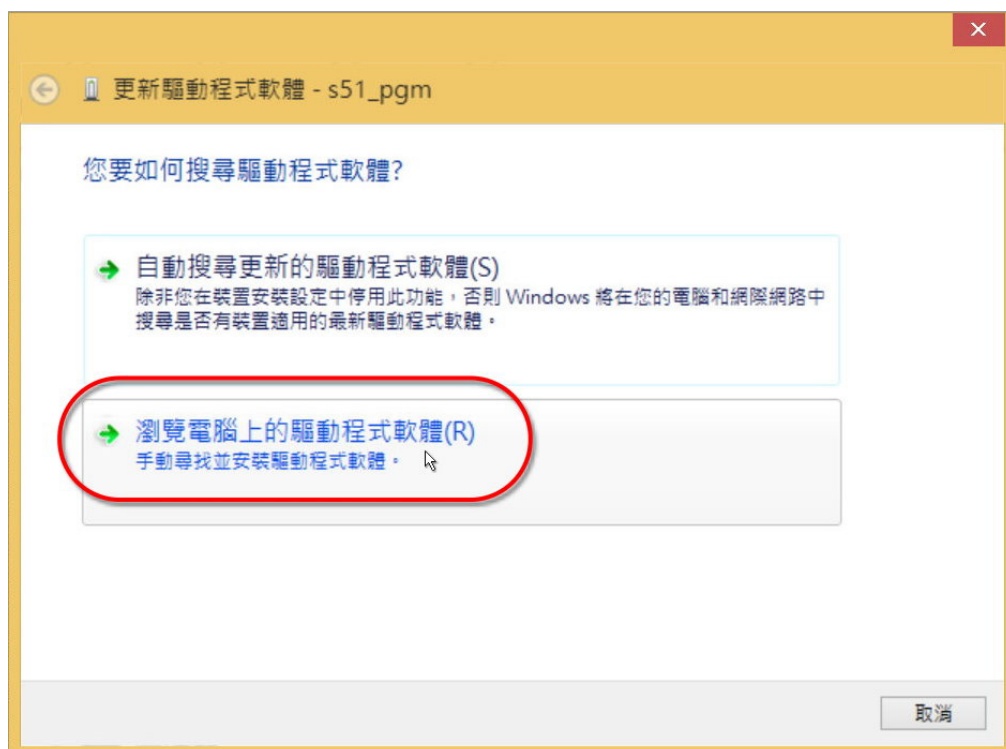 更新驅動程式軟體 - s51_pgm
您要如何搜尋驅動程式軟體?
自動搜尋更新的驅動程式軟體(S)
除非您在裝置安裝設定中停用此功能，否則 Windows 將在您的電腦和網際網路中
搜尋是否有裝置適用的最新驅動程式軟體。
瀏覽電腦上的驅動程式軟體(R)
手動尋找並安裝驅動程式軟體。
取消